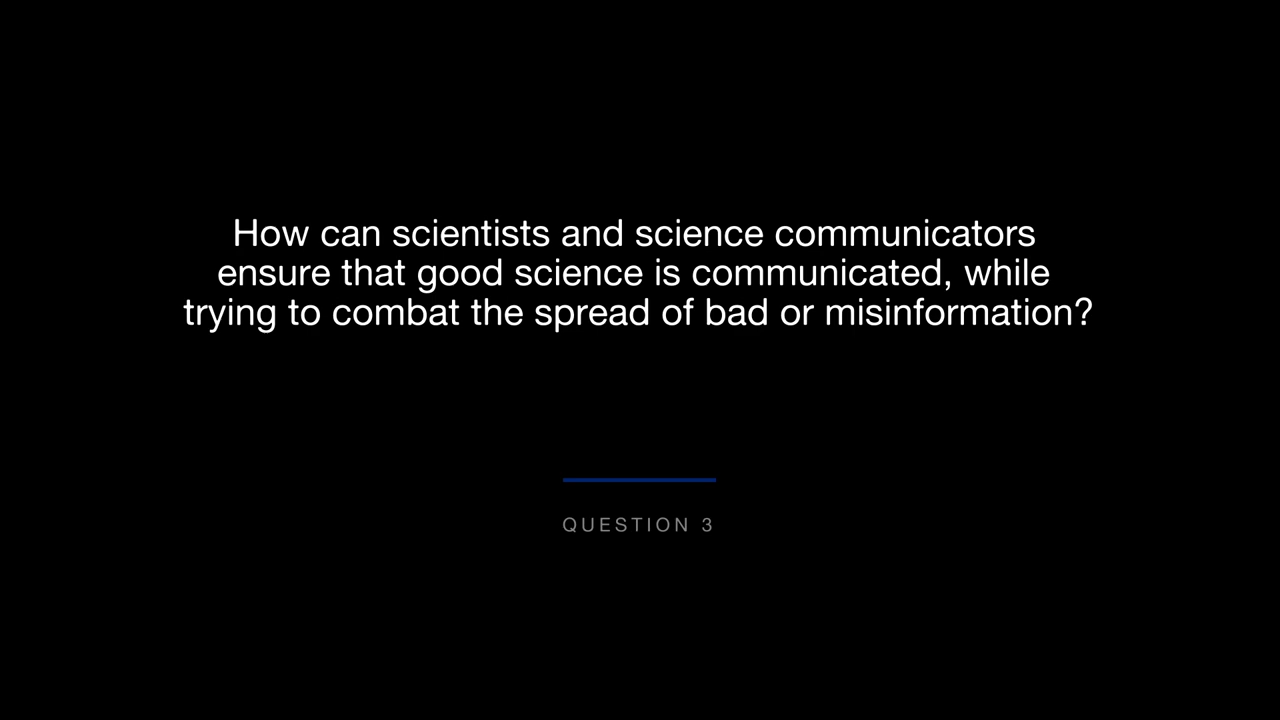 How can scientists and science communicators
ensure that good science is communicated, while
trying to combat the spread of bad or misinformation?
QUESTION 3